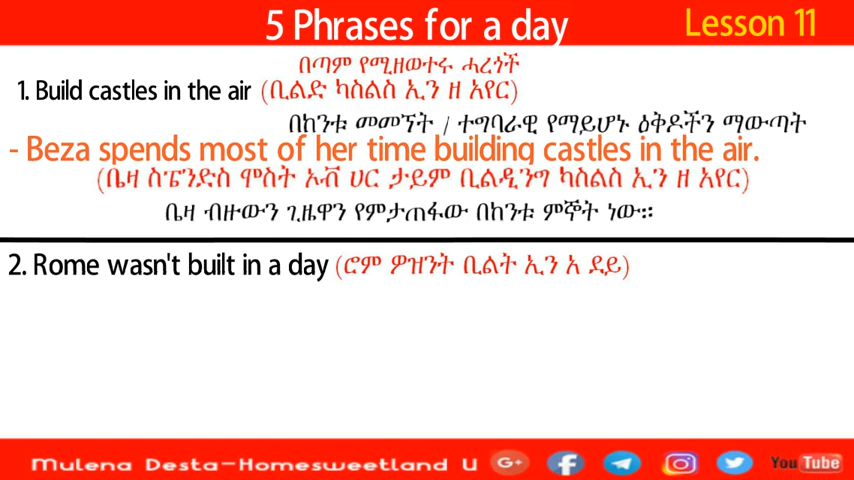 5 Phrases for a day
Lesson 11
በጣም የሚዘወተሩ ሓረጎች
1. Build castles in the air (ቢልድ ካስልስ ኢን ዘ አየር)
በከንቱ መመኘት / ተግባራዊ የማይሆኑ ዕቅዶችን ማውጣት
- Beza spends most of her time building castles in the air.
(ቤዛ ስፔንድስ ሞስት ኦቭ ሀር ታይም ቢልዲንግ ካስልስ ኢን ዘ አየር)
ቤዛ ብዙውን ጊዜዋን የምታጠፋው በከንቱ ምኞት ነው።
2. Rome wasn't built in a day (ሮም ዎዝንት ቢልት ኢን አ ደይ)
Mulena Desta-Homesweetland U G+ f YouTube